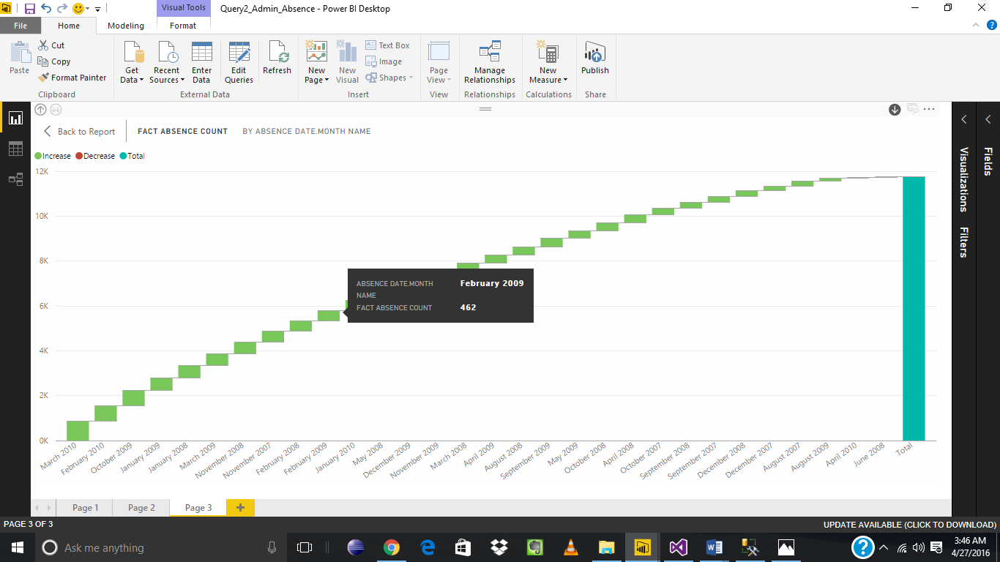 Visual Tools
Query2_Admin_Absence - Power BI Desktop
File Home Modeling Format
Paste
Cut
Copy
Format Painter
Clipboard
Get Data
Recent Sources
Enter Data
External Data
Edit Queries
Refresh
New Page
New Visual
Text Box
Image
Shapes
Insert
Page View
View
Manage Relationships
Relationships
New Measure
Calculations
Publish
Share
Back to Report
FACT ABSENCE COUNT BY ABSENCE DATE.MONTH NAME
Increase Decrease Total
12K
10K
8K
6K
4K
2K
0K
ABSENCE DATE.MONTH NAME February 2009
FACT ABSENCE COUNT 462
March 2010
February 2010
October 2009
January 2009
January 2008
March 2009
November 2008
November 2007
February 2008
February 2009
January 2010
May 2008
December 2009
November 2009
March 2008
April 2009
August 2008
September 2009
May 2009
October 2008
April 2008
October 2007
September 2008
September 2007
December 2008
December 2007
August 2007
August 2009
April 2010
June 2008
Total
Visualizations
Filters
Fields
Page 1 Page 2 Page 3
PAGE 3 OF 3
UPDATE AVAILABLE (CLICK TO DOWNLOAD)
Ask me anything
3:46 AM
4/27/2016